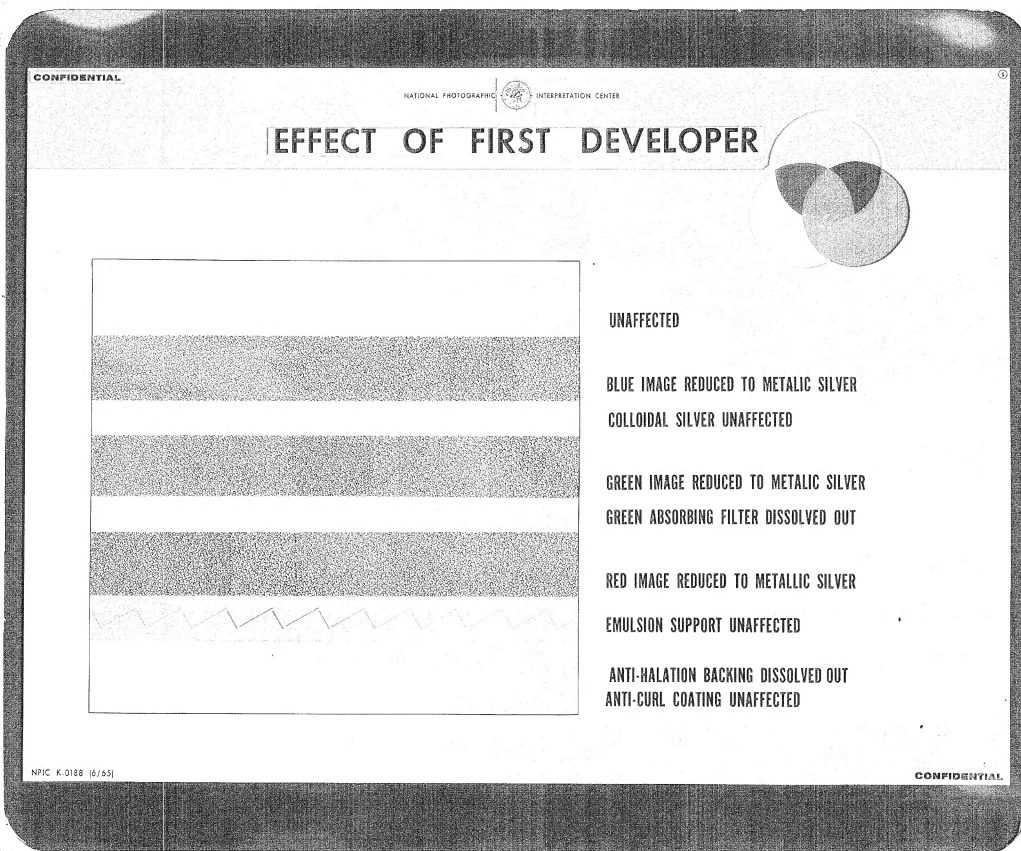 CONFIDENTIAL
NATIONAL PHOTOGRAPHIC INTERPRETATION CENTER
EFFECT OF FIRST DEVELOPER
UNAFFECTED
BLUE IMAGE REDUCED TO METALIC SILVER
COLLOIDAL SILVER UNAFFECTED
GREEN IMAGE REDUCED TO METALIC SILVER
GREEN ABSORBING FILTER DISSOLVED OUT
RED IMAGE REDUCED TO METALLIC SILVER
EMULSION SUPPORT UNAFFECTED
ANTI-HALATION BACKING DISSOLVED OUT
ANTI-CURL COATING UNAFFECTED
NPIC K-0188 (6/65)
CONFIDENTIAL